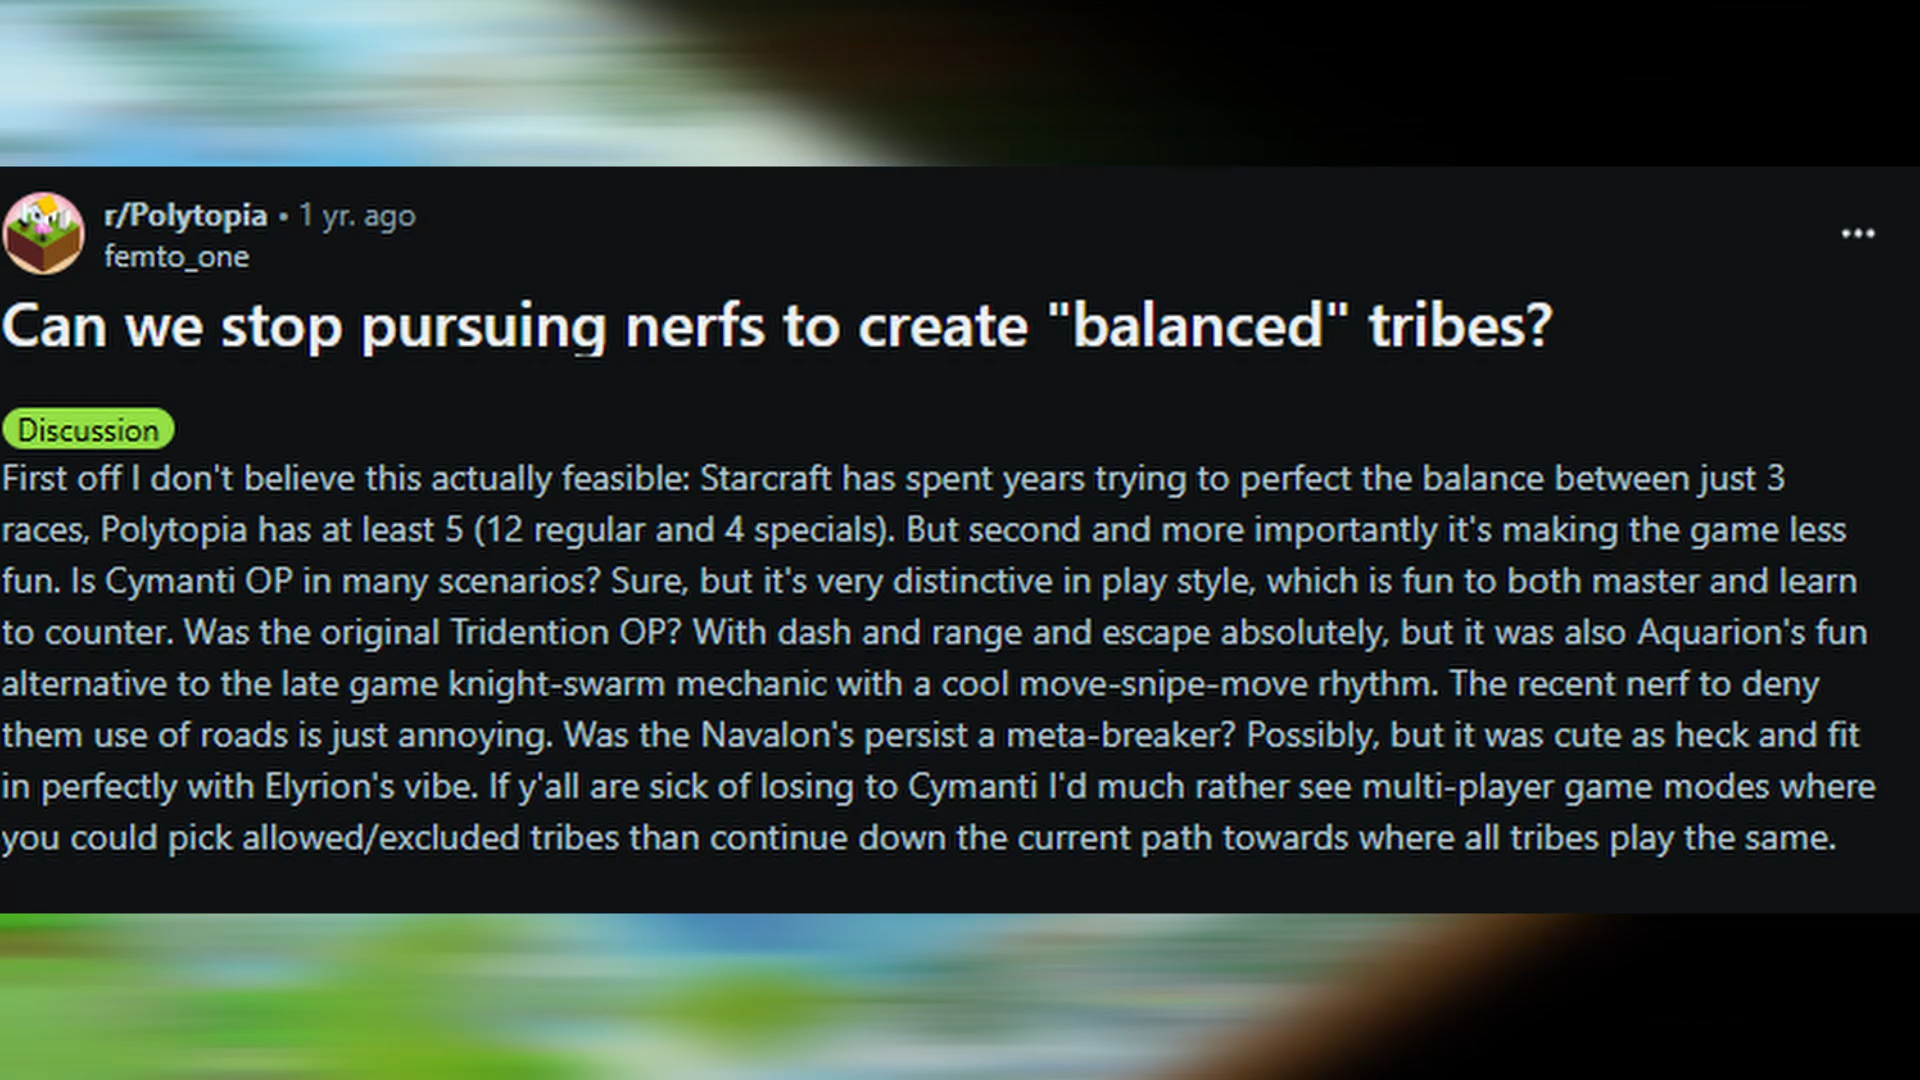 r/Polytopia • 1 yr. ago
femto_one
Can we stop pursuing nerfs to create "balanced" tribes?
Discussion
First off I don't believe this actually feasible: Starcraft has spent years trying to perfect the balance between just 3
races, Polytopia has at least 5 (12 regular and 4 specials). But second and more importantly it's making the game less
fun. Is Cymanti OP in many scenarios? Sure, but it's very distinctive in play style, which is fun to both master and learn
to counter. Was the original Tridention OP? With dash and range and escape absolutely, but it was also Aquarion's fun
alternative to the late game knight-swarm mechanic with a cool move-snipe-move rhythm. The recent nerf to deny
them use of roads is just annoying. Was the Navalon's persist a meta-breaker? Possibly, but it was cute as heck and fit
in perfectly with Elyrion's vibe. If y'all are sick of losing to Cymanti I'd much rather see multi-player game modes where
you could pick allowed/excluded tribes than continue down the current path towards where all tribes play the same.